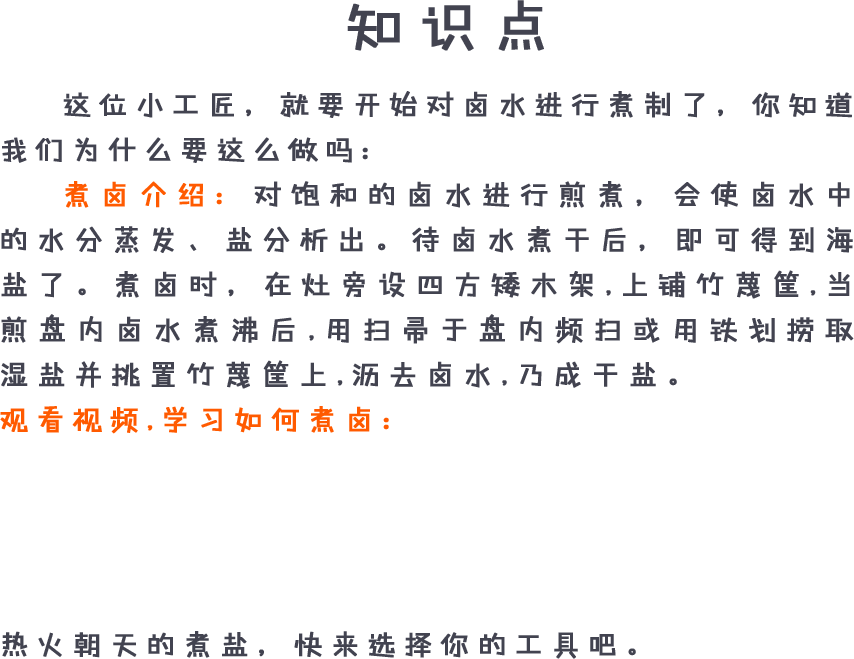 知识点
这位小工匠，就要开始对卤水进行煮制了，你知道
我们为什么要这么做吗：
煮卤介绍：对饱和的卤水进行煎煮，会使卤水中
的水分蒸发、盐分析出。待卤水煮干后，即可得到海
盐了。煮卤时，在灶旁设四方矮木架,上铺竹蔑筐,当
煎盘内卤水煮沸后,用扫帚于盘内频扫或用铁划捞取
湿盐并挑置竹蔑筐上,沥去卤水,乃成干盐。
观看视频,学习如何煮卤：
热火朝天的煮盐，快来选择你的工具吧。